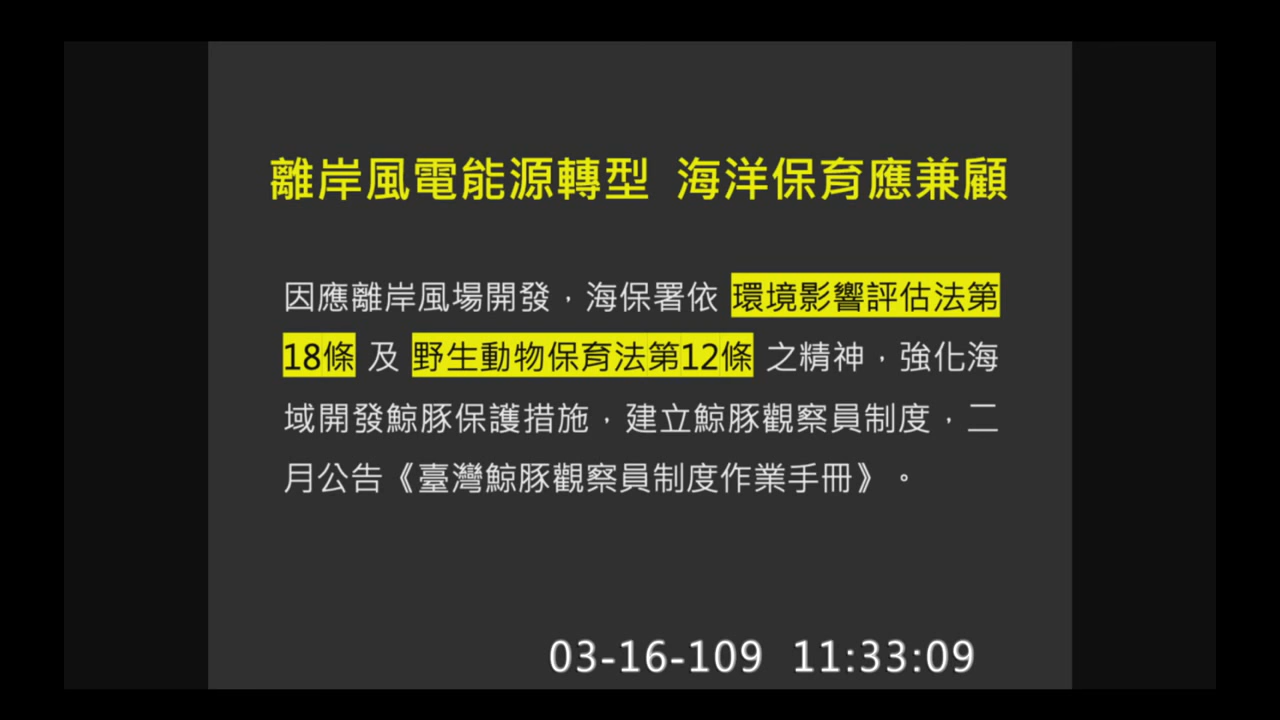 離岸風電能源轉型 海洋保育應兼顧
因應離岸風場開發，海保署依 環境影響評估法第
18條 及 野生動物保育法第12條 之精神，強化海
域開發鯨豚保護措施，建立鯨豚觀察員制度，二
月公告《臺灣鯨豚觀察員制度作業手冊》。
03-16-109 11:33:09